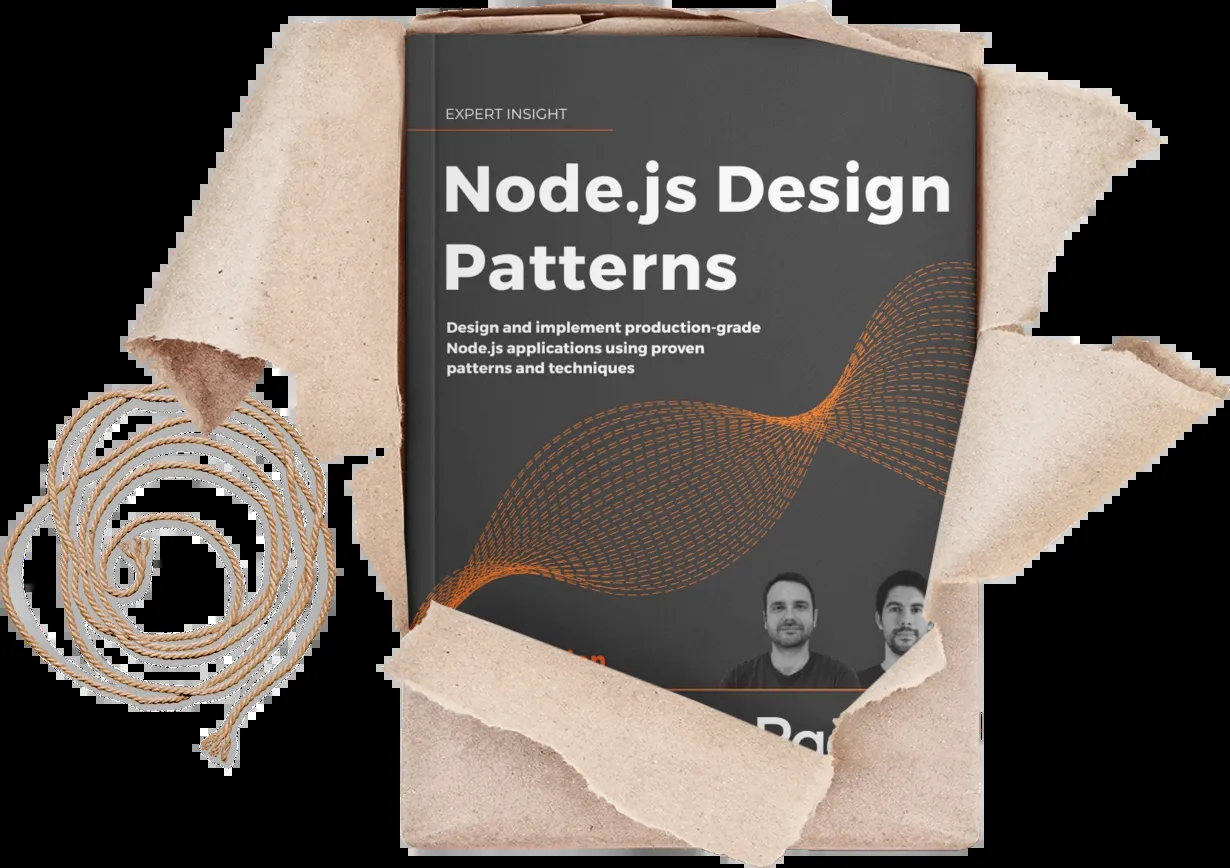 EXPERT INSIGHT
Node.js Design
Patterns
Design and implement production-grade
Node.js applications using proven
patterns and techniques